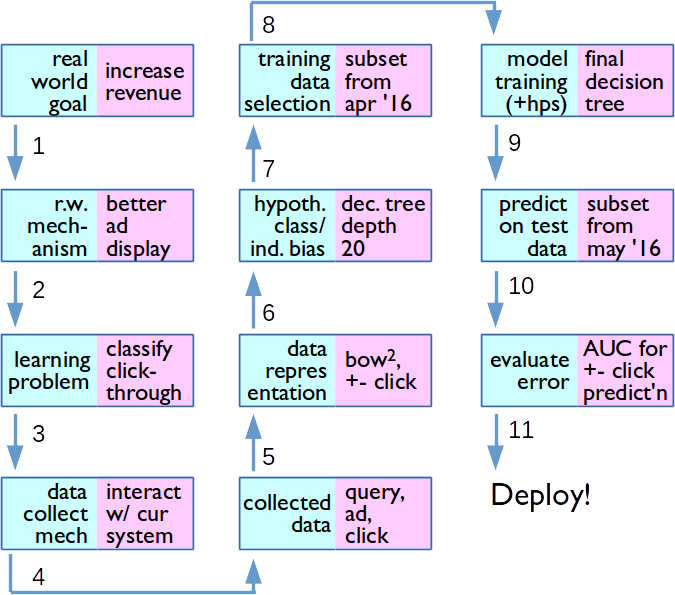 real
world
goal
increase
revenue
1
r.w.
mech-
anism
better
ad
display
2
learning
problem
classify
click-
through
3
data
collect
mech
interact
w/ cur
system
4
collected
data
query,
ad,
click
5
data
repres
entation
bow²,
+- click
6
hypoth.
class/
ind. bias
dec. tree
depth
20
7
training
data
selection
subset
from
apr '16
8
model
training
(+hps)
final
decision
tree
9
predict
on test
data
subset
from
may '16
10
evaluate
error
AUC for
+- click
predict'n
11
Deploy!